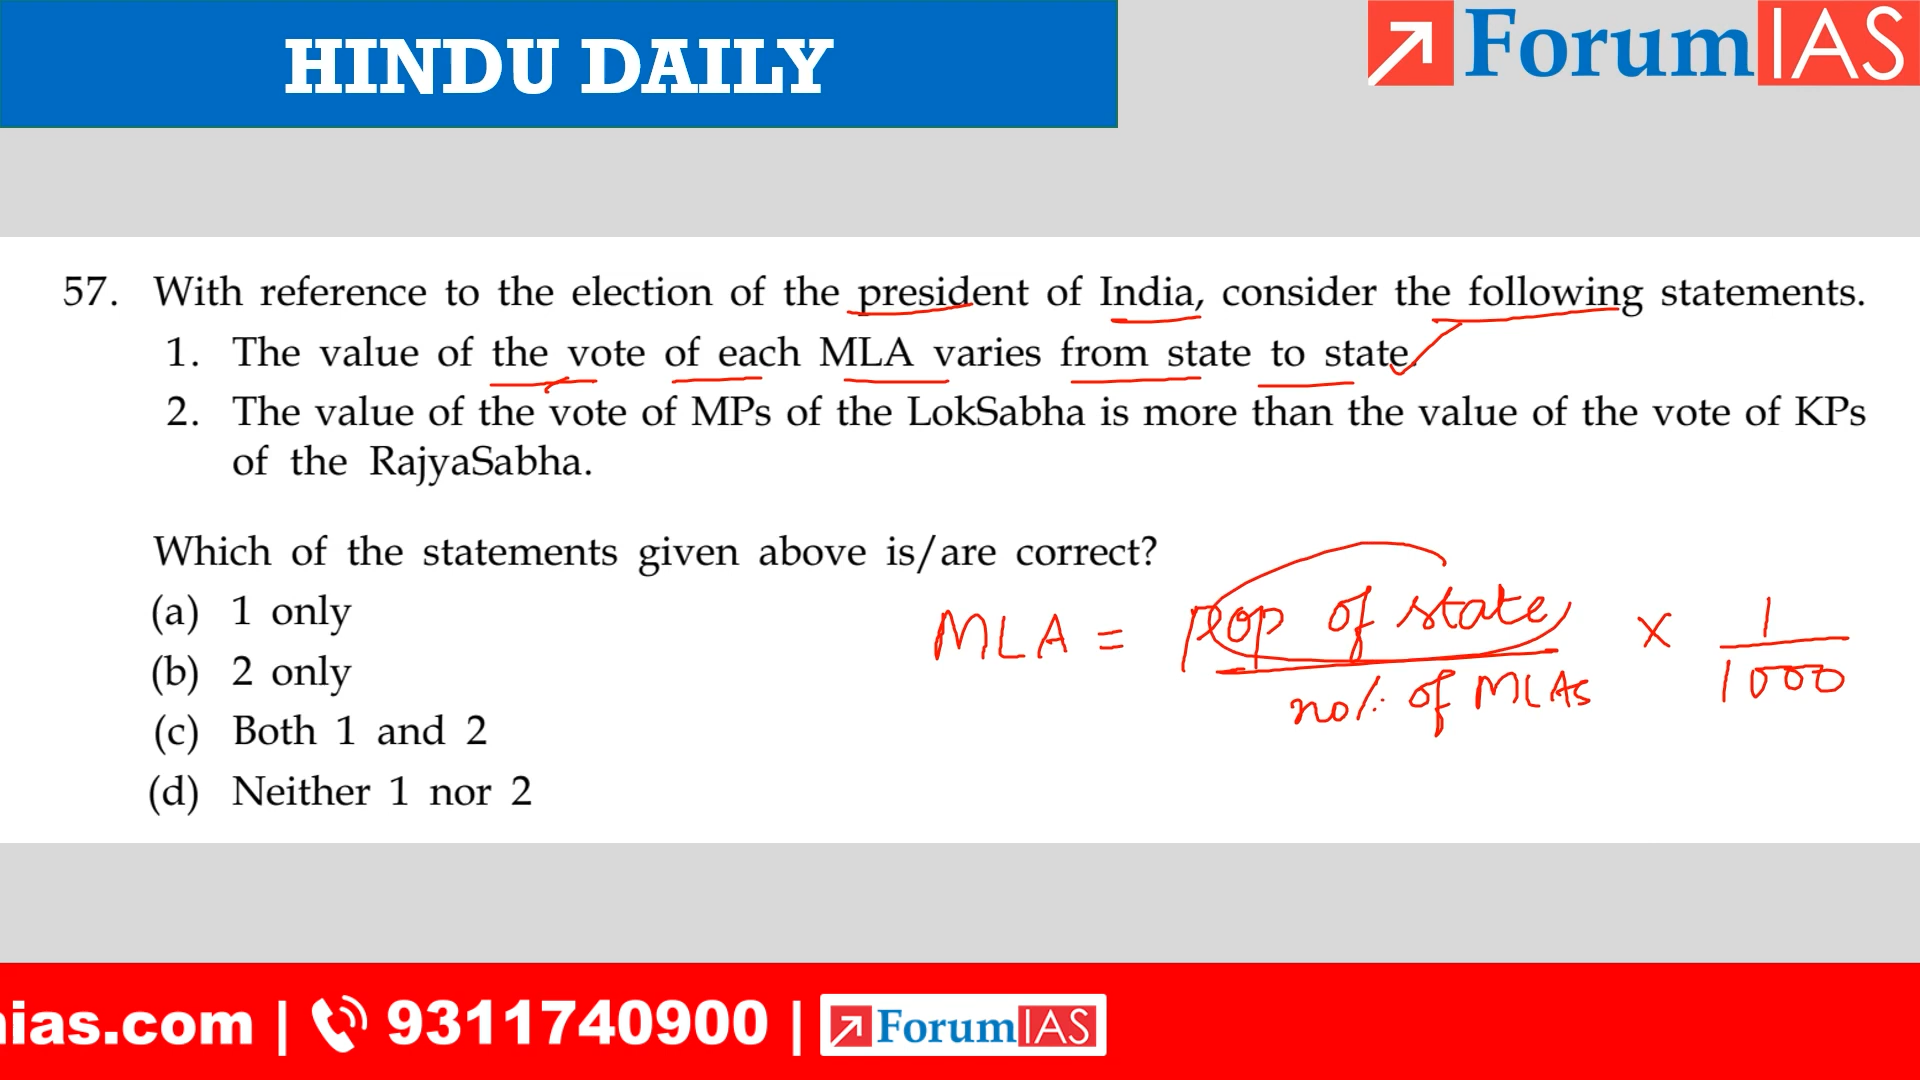 HINDU DAILY
ForumIAS
57. With reference to the election of the president of India, consider the following statements.
1. The value of the vote of each MLA varies from state to state.
2. The value of the vote of MPs of the LokSabha is more than the value of the vote of KPs
of the RajyaSabha.
Which of the statements given above is/are correct?
(a) 1 only
(b) 2 only
(c) Both 1 and 2
(d) Neither 1 nor 2
MLA = pop of state × 1
no/. of MLAs 1000
ias.com | 9311740900 | ForumIAS